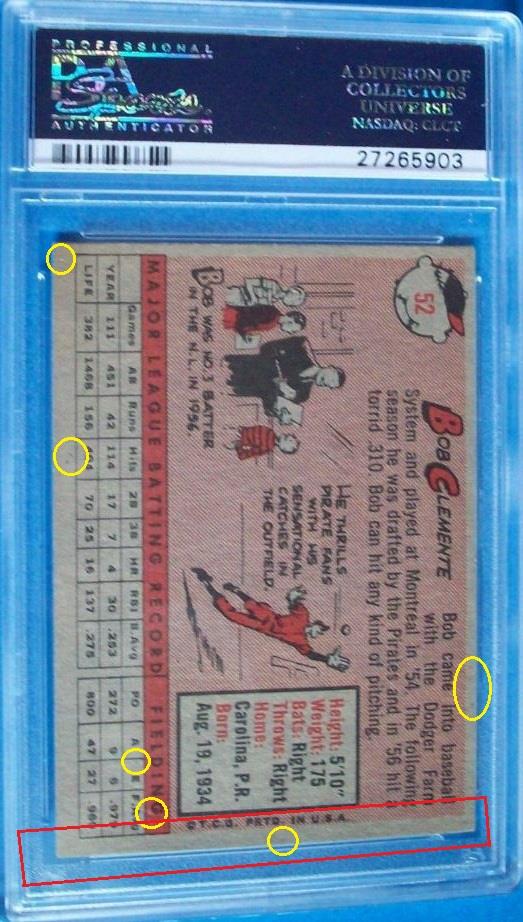 PROFESSIONAL
PSA
AUTHENTICATOR
A DIVISION OF
COLLECTORS
UNIVERSE
NASDAQ: CLCT
27265903
52
BOB CLEMENTE
Bob came into baseball
with the Dodger Farm
System and played at Montreal in '54. The following
season he was drafted by the Pirates and in '56 hit a
torrid .310. Bob can hit any kind of pitching.
BOB WAS NO. 3 BATTER
IN THE N.L. IN 1956.
HE THRILLS
PIRATE FANS
WITH HIS
SENSATIONAL
CATCHES IN
THE OUTFIELD.
Height: 5'10"
Weight: 175
Bats: Right
Throws: Right
Home:
Carolina, P.R.
Born:
Aug. 19, 1934
MAJOR LEAGUE BATTING RECORD FIELDING
Games AB Runs Hits 2B 3B HR RBI B.Avg PO A E
YEAR 111 451 42 114 17 7 4 30 .253 272 9 6
LIFE 382 1468 156 70 25 16 137 .275 800 47 27
©T.C.G. PRTD. IN U.S.A.